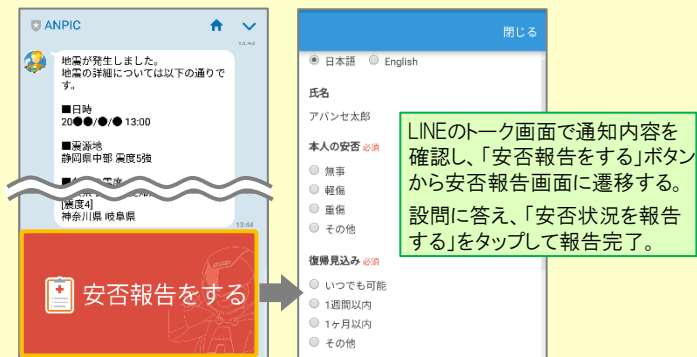 ANPIC
地震が発生しました。
地震の詳細については以下の通りで
す。
■日時
20●●/●/● 13:00
■震源地
静岡県中部 震度5強
[震度4]
神奈川県 岐阜県
13:44
安否報告をする
閉じる
日本語 English
氏名
アバンセ太郎
本人の安否 必須
無事
軽傷
重傷
その他
復帰見込み 必須
いつでも可能
1週間以内
1ヶ月以内
その他
LINEのトーク画面で通知内容を
確認し、「安否報告をする」ボタン
から安否報告画面に遷移する。
設問に答え、「安否状況を報告
する」をタップして報告完了。